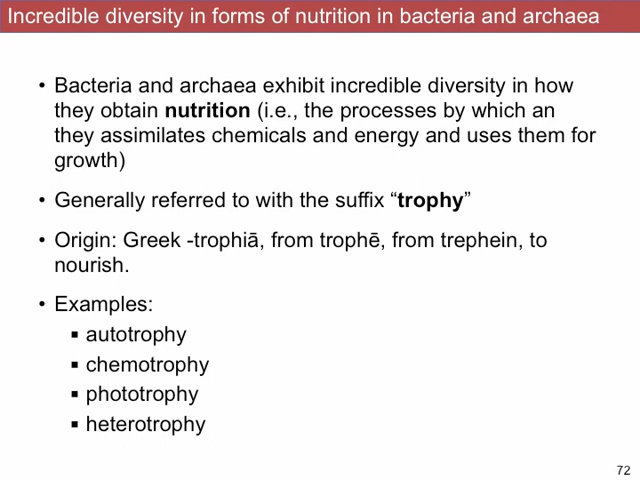 Incredible diversity in forms of nutrition in bacteria and archaea
• Bacteria and archaea exhibit incredible diversity in how
they obtain nutrition (i.e., the processes by which an
they assimilates chemicals and energy and uses them for
growth)
• Generally referred to with the suffix “trophy”
• Origin: Greek -trophiā, from trophē, from trephein, to
nourish.
• Examples:
▪ autotrophy
▪ chemotrophy
▪ phototrophy
▪ heterotrophy
72